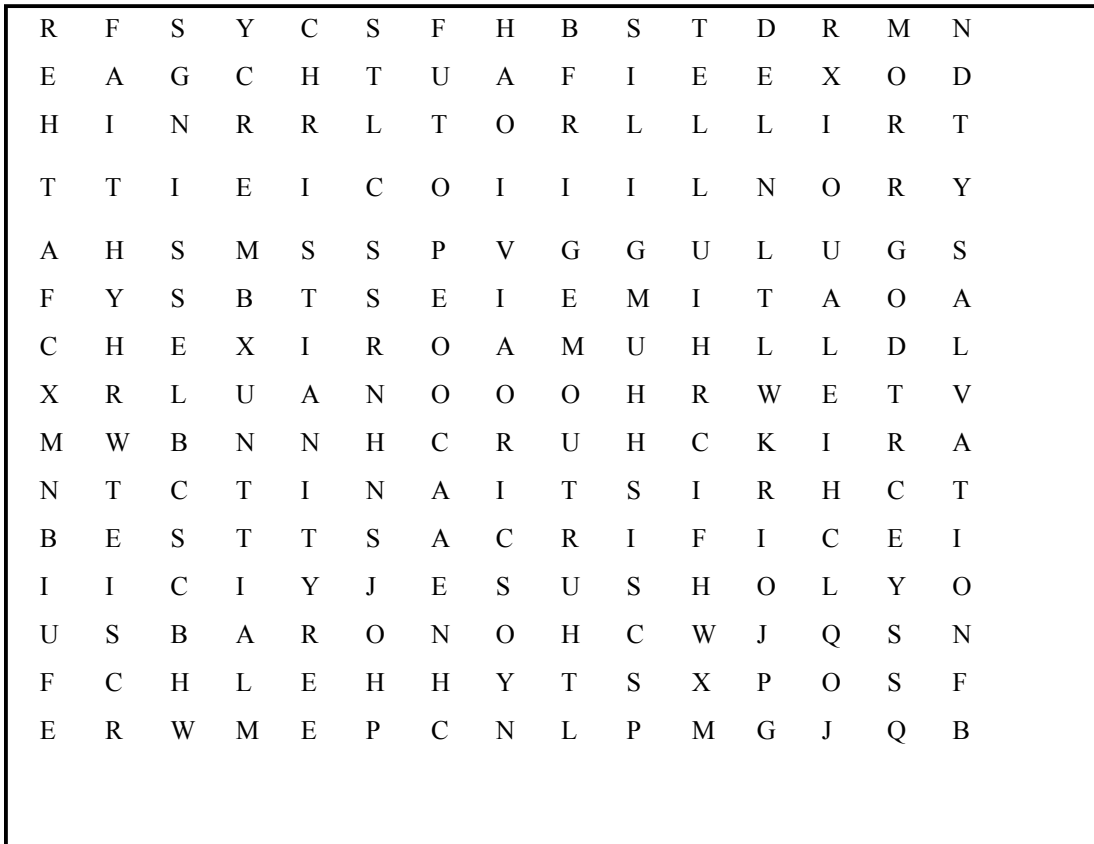 R F S Y C S F H B S T D R M N
E A G C H T U A F I E E X O D
H I N R R L T O R L L L I R T
T T I E I C O I I I L N O R Y
A H S M S S P V G G U L U G S
F Y S B T S E I E M I T A O A
C H E X I R O A M U H L L D L
X R L U A N O O O H R W E T V
M W B N N H C R U H C K I R A
N T C T I N A I T S I R H C T
B E S T T S A C R I F I C E I
I I C I Y J E S U S H O L Y O
U S B A R O N O H C W J Q S N
F C H L E H H Y T S X P O S F
E R W M E P C N L P M G J Q B